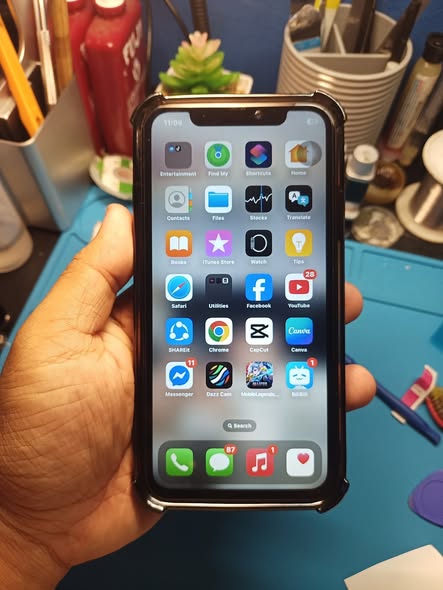 11:09
Entertainment Find My Shortcuts Home
Contacts Files Stocks Translate
Books iTunes Store Watch Tips
28
Safari Utilities Facebook YouTube
SHAREit Chrome CapCut Canva
Canva
11 1
Messenger Dazz Cam MobileLegends...
Search
87 1